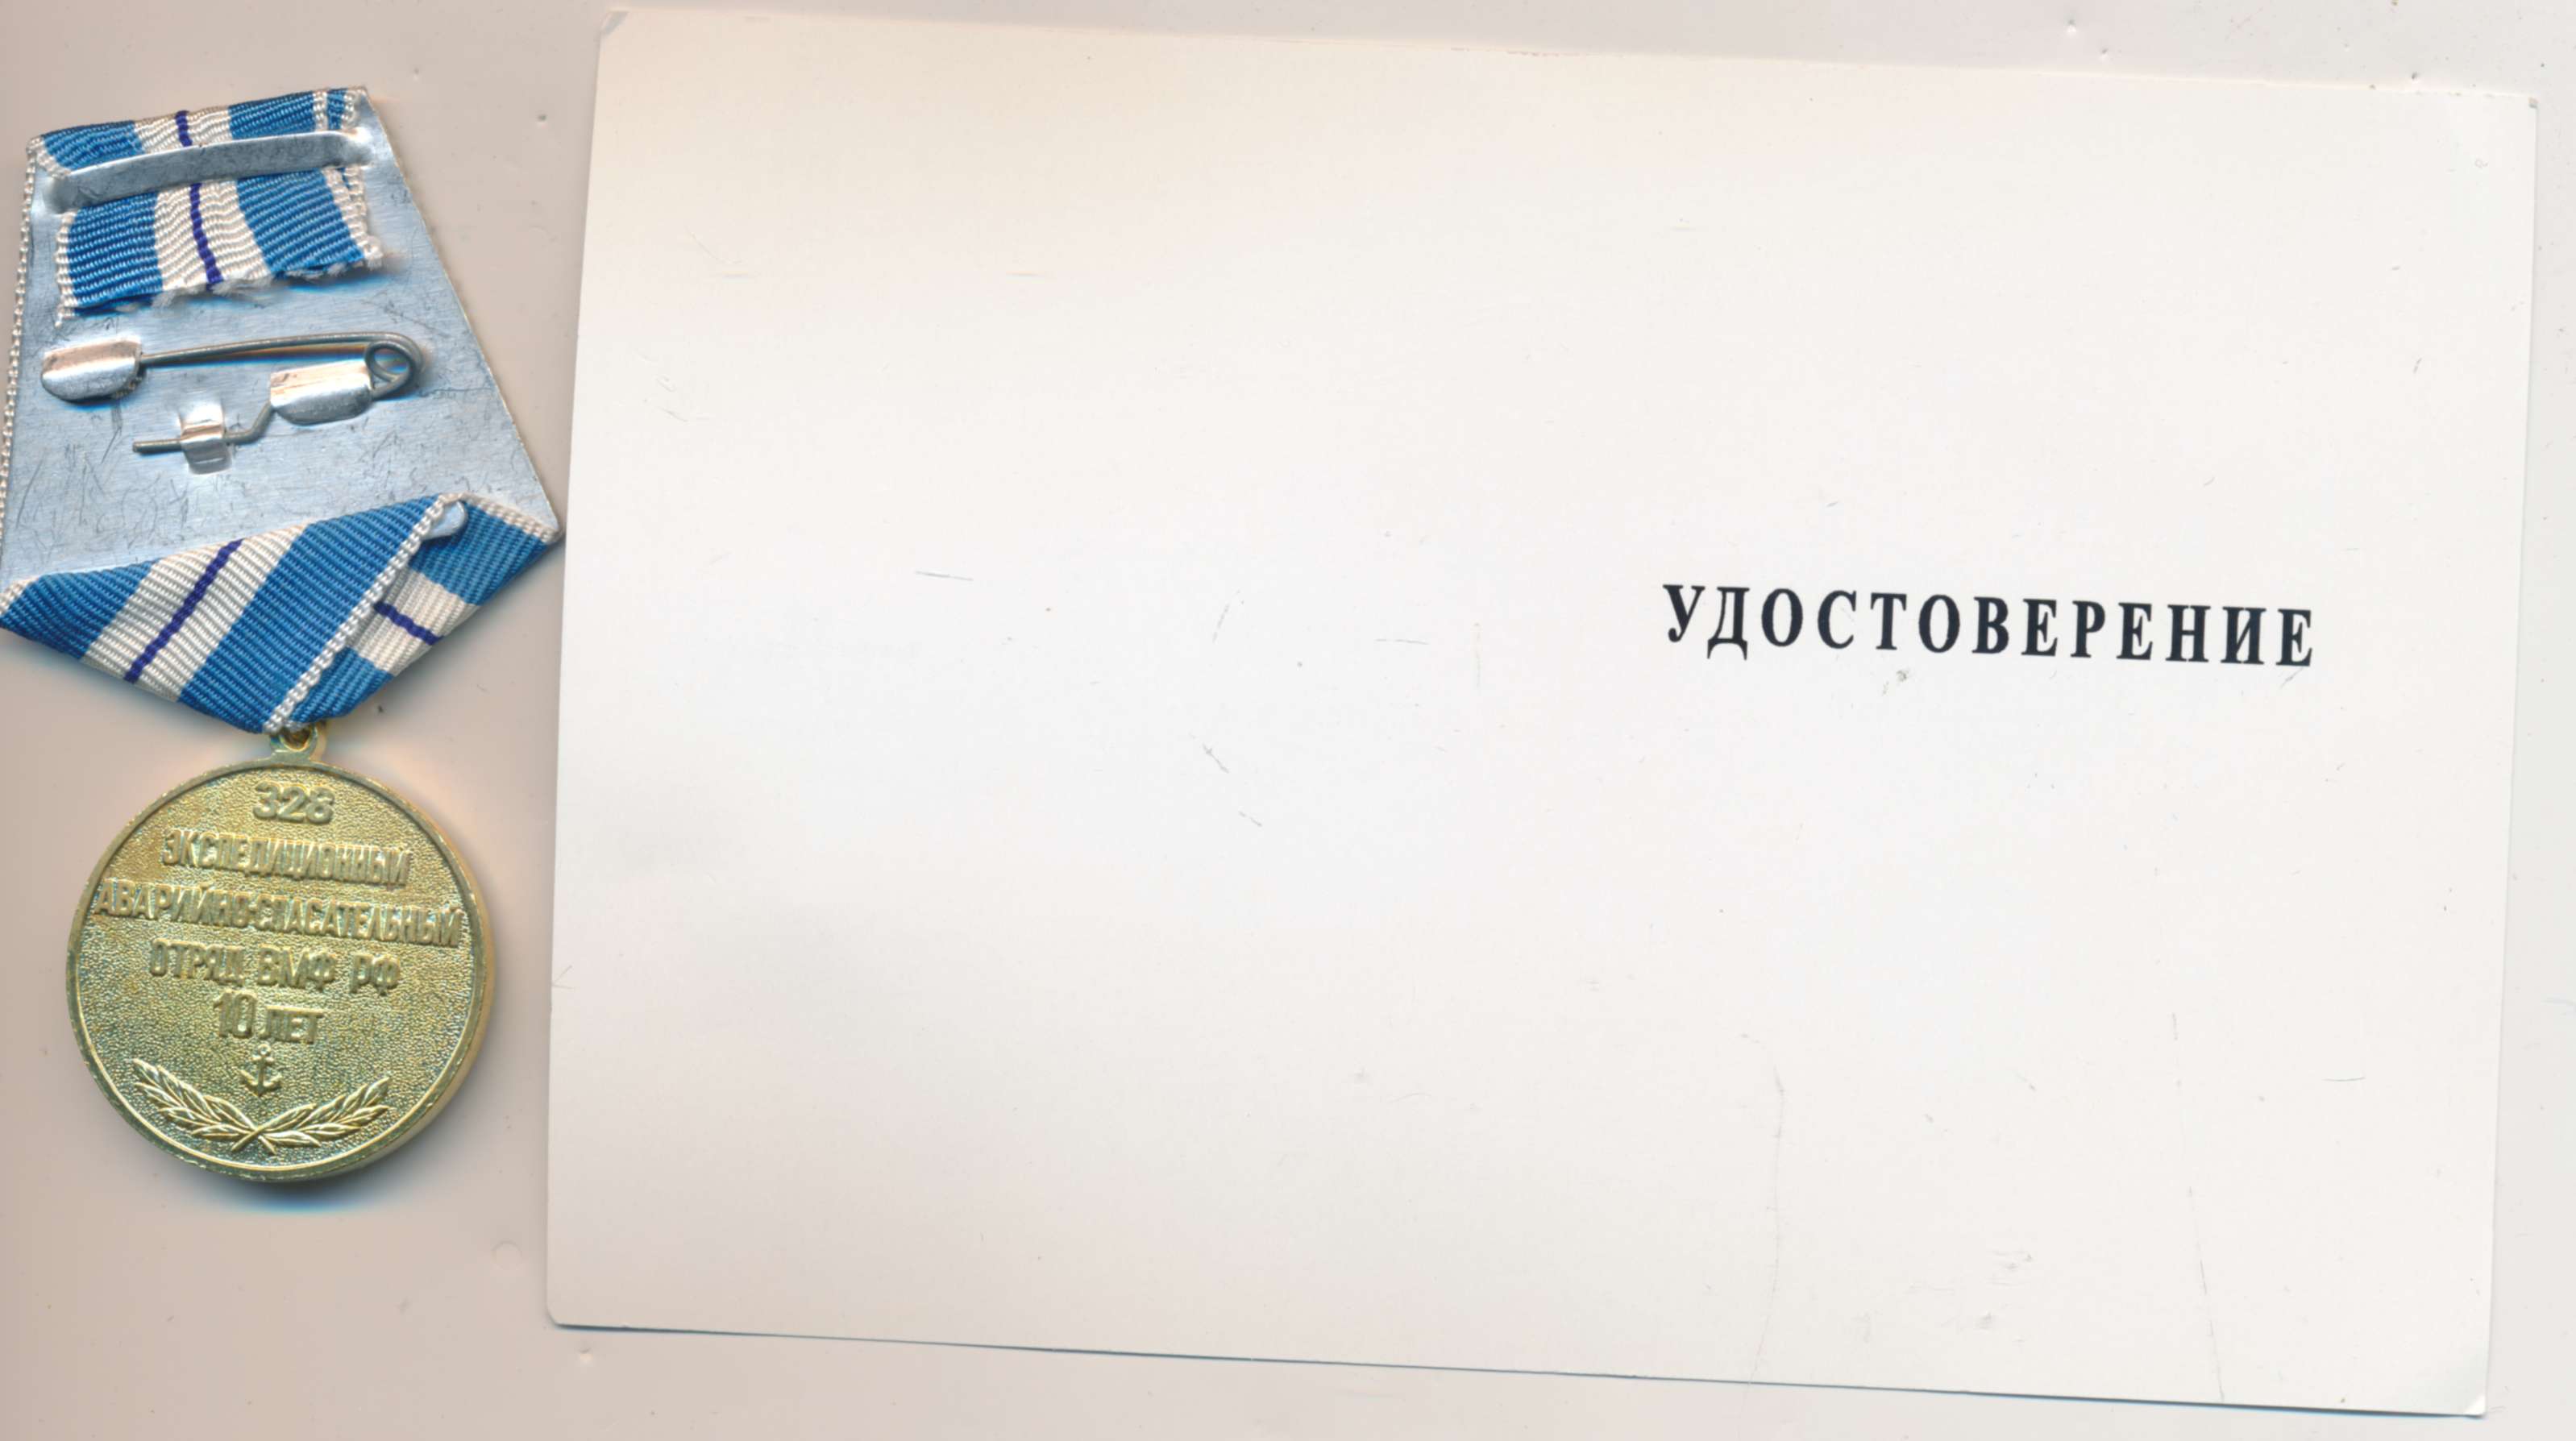 328
ЭКСПЕДИЦИОННЫЙ
АВАРИЙНО-СПАСАТЕЛЬНЫЙ
ОТРЯД ВМФ РФ
10 ЛЕТ
УДОСТОВЕРЕНИЕ